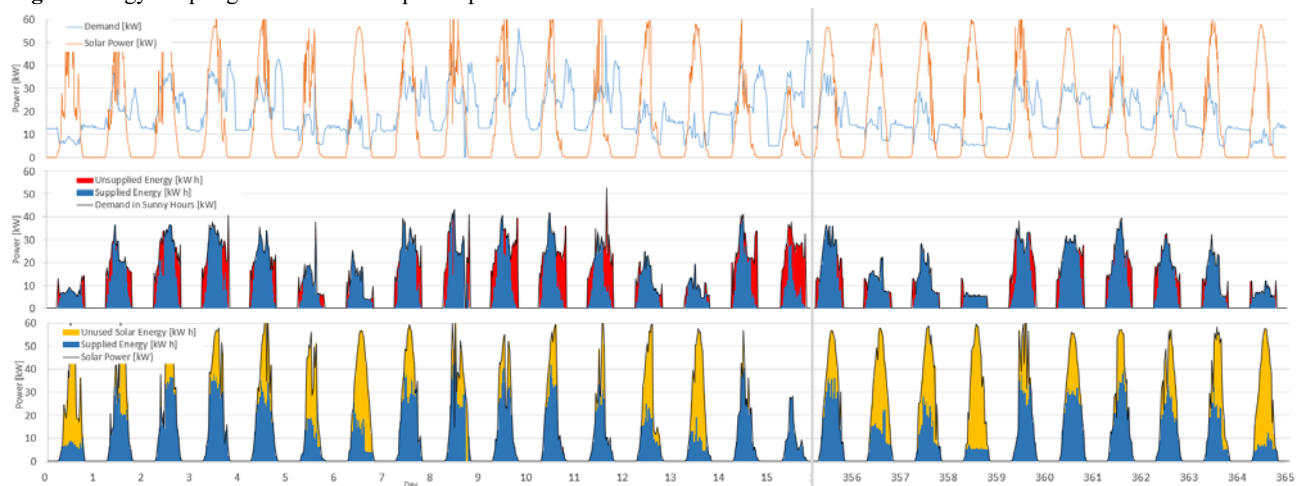 60
Demand [kW]
50
Solar Power [kW)
40
30
20
10
0
Power [kW]
60
Unsupplied Energy [kW h]
50
Supplied Energy [kW h]
Demand in Sunny Hours [kW]
40
30
20
10
0
Power [kW]
60
Unused Solar Energy [kW h]
50
Supplied Energy [kW h]
Solar Power [kW)
40
30
20
10
0
Power [kW]
0 1 2 3 4 5 6 7 8 9 10 11 12 13 14 15 356 357 358 359 360 361 362 363 364 365
Day